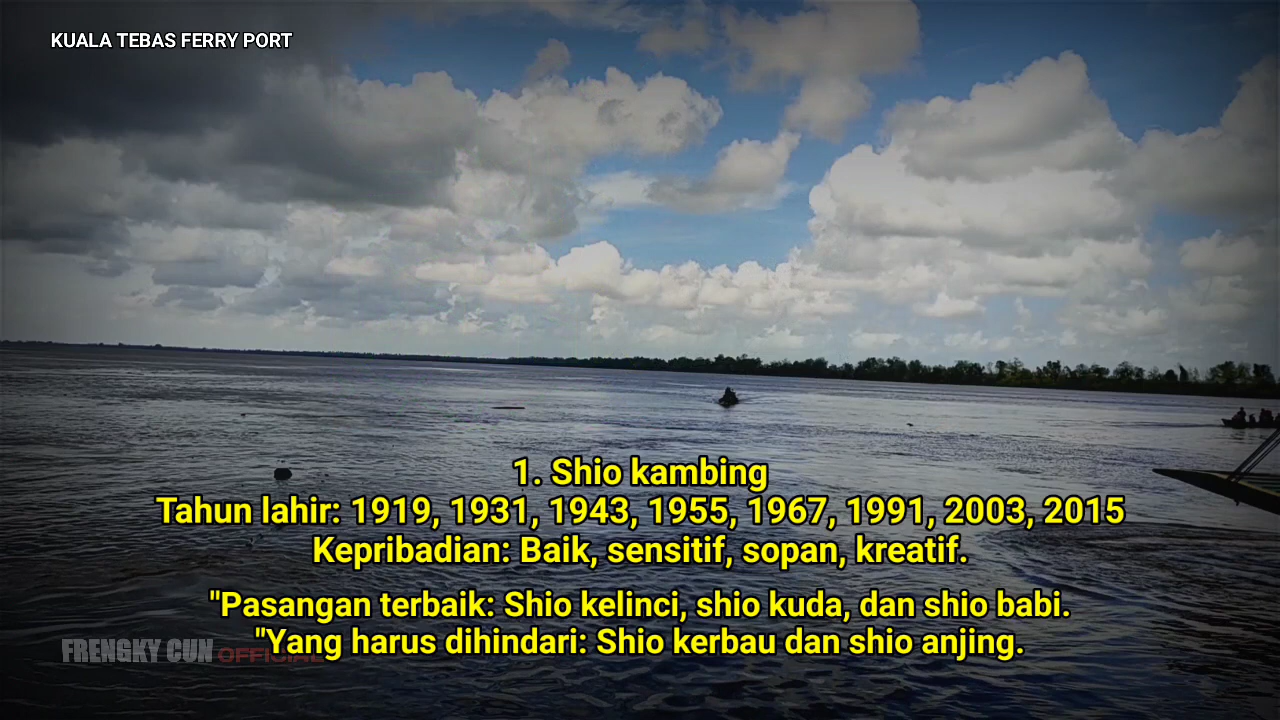 KUALA TEBAS FERRY PORT
1. Shio kambing
Tahun lahir: 1919, 1931, 1943, 1955, 1967, 1991, 2003, 2015
Kepribadian: Baik, sensitif, sopan, kreatif.
"Pasangan terbaik: Shio kelinci, shio kuda, dan shio babi.
"Yang harus dihindari: Shio kerbau dan shio anjing.
FRENGKY CUN OFFICIAL